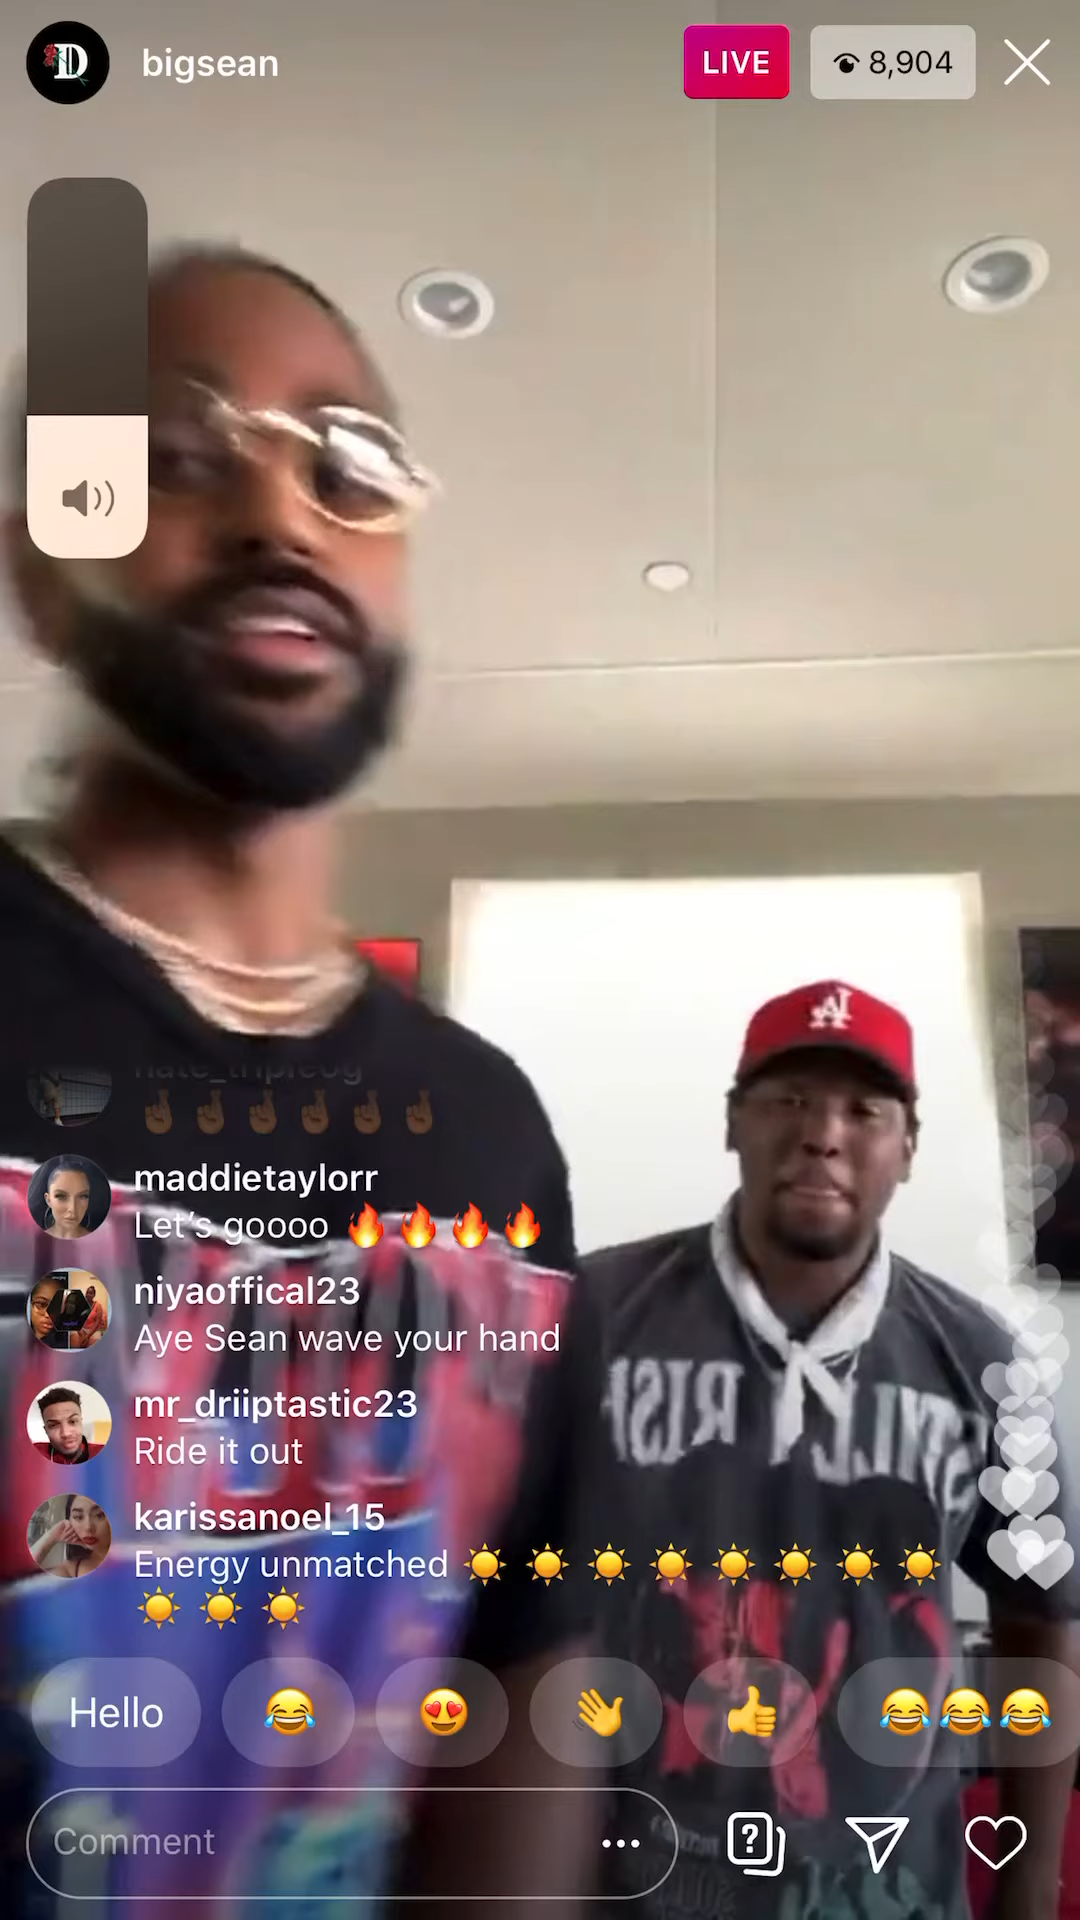 D
bigsean
LIVE
8,904
nate_tripleog
maddietaylorr
Let's goooo 🔥🔥🔥🔥
niyaoffical23
Aye Sean wave your hand
mr_driiptastic23
Ride it out
karissanoel_15
Energy unmatched ☀️☀️☀️☀️☀️☀️☀️☀️
☀️☀️☀️
Hello
Comment